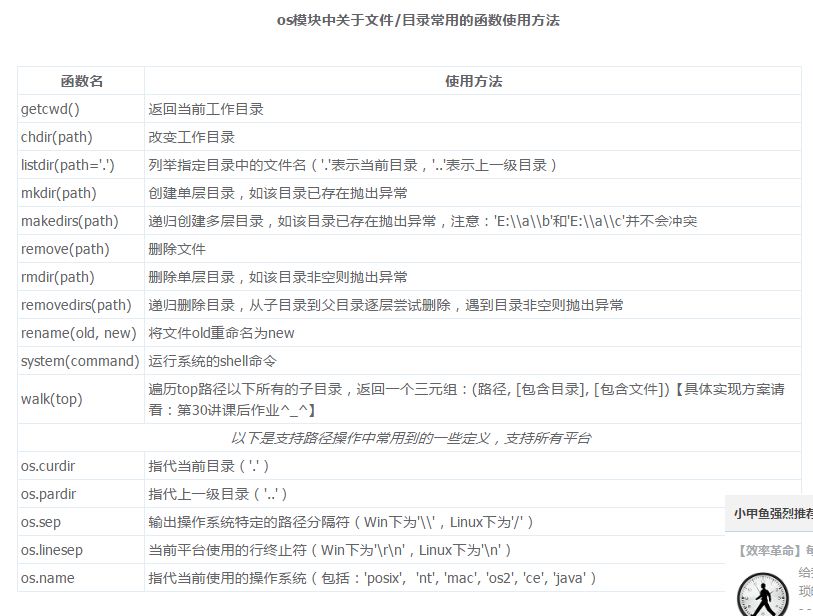 os模块中关于文件/目录常用的函数使用方法
函数名 使用方法
getcwd() 返回当前工作目录
chdir(path) 改变工作目录
listdir(path='.') 列举指定目录中的文件名（'.'表示当前目录，'..'表示上一级目录）
mkdir(path) 创建单层目录，如该目录已存在抛出异常
makedirs(path) 递归创建多层目录，如该目录已存在抛出异常，注意：'E:\\a\\b'和'E:\\a\\c'并不会冲突
remove(path) 删除文件
rmdir(path) 删除单层目录，如该目录非空则抛出异常
removedirs(path) 递归删除目录，从子目录到父目录逐层尝试删除，遇到目录非空则抛出异常
rename(old, new) 将文件old重命名为new
system(command) 运行系统的shell命令
walk(top) 遍历top路径以下所有的子目录，返回一个三元组：(路径, [包含目录], [包含文件])【具体实现方案请
看：第30讲课后作业^_^】
以下是支持路径操作中常用到的一些定义，支持所有平台
os.curdir 指代当前目录（'.'）
os.pardir 指代上一级目录（'..'）
os.sep 输出操作系统特定的路径分隔符（Win下为'\\'，Linux下为'/'）
os.linesep 当前平台使用的行终止符（Win下为'\r\n'，Linux下为'\n'）
os.name 指代当前使用的操作系统（包括：'posix',  'nt', 'mac', 'os2', 'ce', 'java'）
小甲鱼强烈推荐
【效率革命】
给